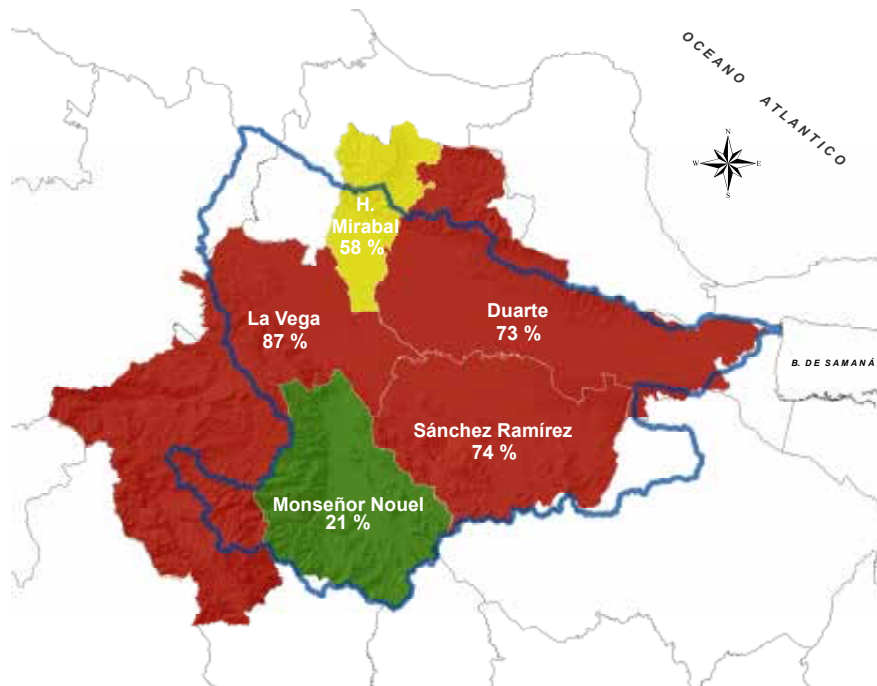 OCEANO ATLANTICO
N
W E
S
H.
Mirabal
58 %
La Vega
87 %
Duarte
73 %
B. DE SAMANÁ
Sánchez Ramírez
74 %
Monseñor Nouel
21 %